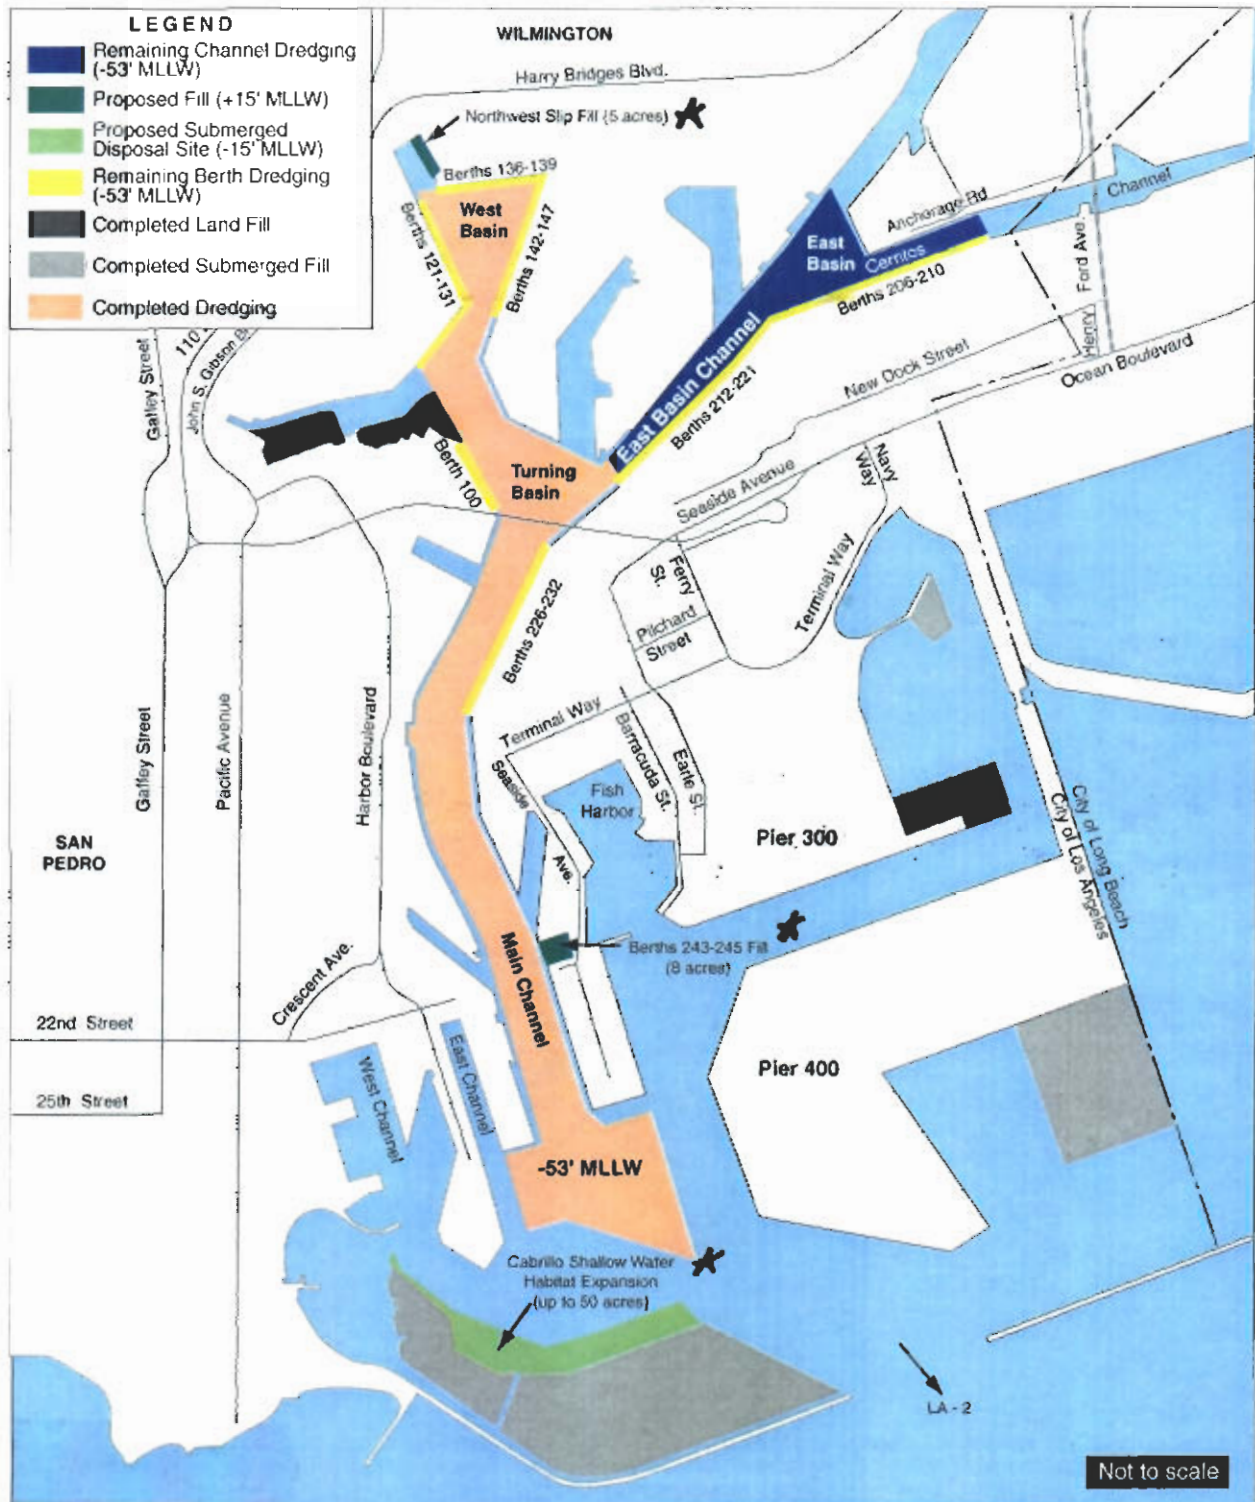 LEGEND
Remaining Channel Dredging
(-53' MLLW)
Proposed Fill (+15' MLLW)
Proposed Submerged
Disposal Site (-15' MLLW)
Remaining Berth Dredging
(-53' MLLW)
Completed Land Fill
Completed Submerged Fill
Completed Dredging
WILMINGTON
Harry Bridges Blvd.
Northwest Slip Fill (5 acres)
Berths 136-139
West
Basin
Berths 121-131
Berths 142-147
East
Basin
Cerritos
Channel
Anchorage Rd
Berths 206-210
Ford Ave.
Henry
East Basin Channel
Berths 212-221
New Dock Street
Ocean Boulevard
Gaffey Street
110
John S. Gibson B
Berth 100
Turning
Basin
Seaside Avenue
Navy
Way
Ferry
St.
Terminal Way
Pilchard
Street
Berths 226-232
Gaffey Street
Pacific Avenue
Harbor Boulevard
Terminal Way
Seaside
Ave.
Barracuda St.
Earle St.
Fish
Harbor
SAN
PEDRO
Pier 300
City of Long Beach
City of Los Angeles
Main Channel
Berths 243-245 Fill
(8 acres)
Crescent Ave.
22nd Street
25th Street
West Channel
East Channel
Pier 400
-53' MLLW
Cabrillo Shallow Water
Habitat Expansion
(up to 50 acres)
LA - 2
Not to scale